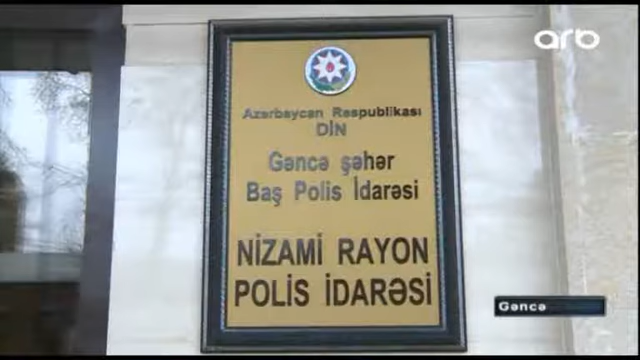 arb
Azərbaycan Respublikası
DİN
Gəncə şəhər
Baş Polis İdarəsi
NİZAMİ RAYON
POLİS İDARƏSİ
Gəncə